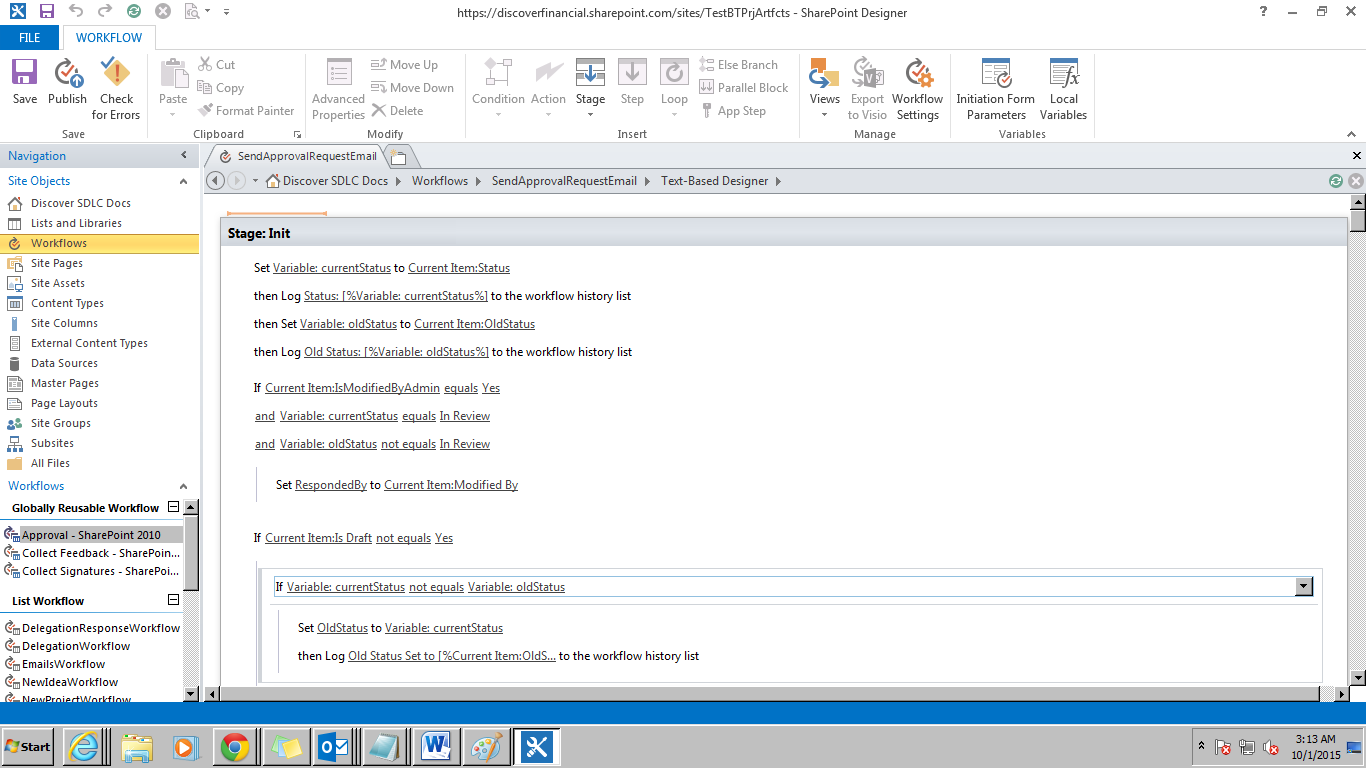 https://discoverfinancial.sharepoint.com/sites/TestBTPrjArtfcts - SharePoint Designer
FILE
WORKFLOW
Save
Publish
Check for Errors
Save
Paste
Cut
Copy
Format Painter
Clipboard
Advanced Properties
Move Up
Move Down
Delete
Modify
Condition
Action
Stage
Step
Loop
Else Branch
Parallel Block
App Step
Insert
Views
Export to Visio
Workflow Settings
Manage
Initiation Form Parameters
Local Variables
Variables
Navigation
Site Objects
Discover SDLC Docs
Lists and Libraries
Workflows
Site Pages
Site Assets
Content Types
Site Columns
External Content Types
Data Sources
Master Pages
Page Layouts
Site Groups
Subsites
All Files
Workflows
Globally Reusable Workflow
Approval - SharePoint 2010
Collect Feedback - SharePoin...
Collect Signatures - SharePoi...
List Workflow
DelegationResponseWorkflow
DelegationWorkflow
EmailsWorkflow
NewIdeaWorkflow
NewProjectWorkflow
SendApprovalRequestEmail
Discover SDLC Docs
Workflows
SendApprovalRequestEmail
Text-Based Designer
Stage: Init
Set Variable: currentStatus to Current Item:Status
then Log Status: [%Variable: currentStatus%] to the workflow history list
then Set Variable: oldStatus to Current Item:OldStatus
then Log Old Status: [%Variable: oldStatus%] to the workflow history list
If Current Item:IsModifiedByAdmin equals Yes
and Variable: currentStatus equals In Review
and Variable: oldStatus not equals In Review
Set RespondedBy to Current Item:Modified By
If Current Item:Is Draft not equals Yes
If Variable: currentStatus not equals Variable: oldStatus
Set OldStatus to Variable: currentStatus
then Log Old Status Set to [%Current Item:OldS... to the workflow history list
Start
3:13 AM
10/1/2015